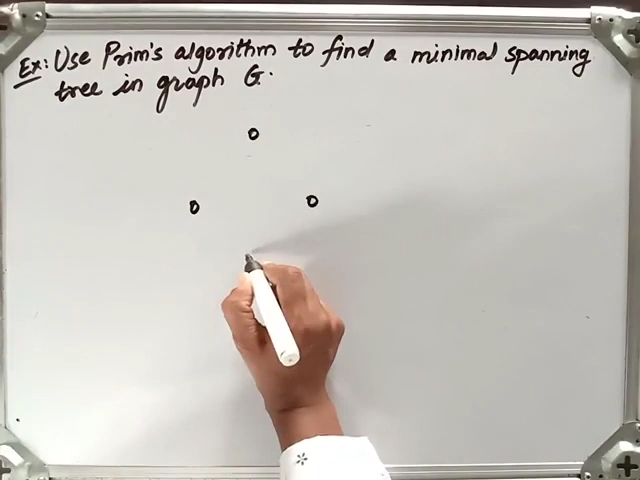 Ex: Use Prim's algorithm to find a minimal spanning
tree in graph G.